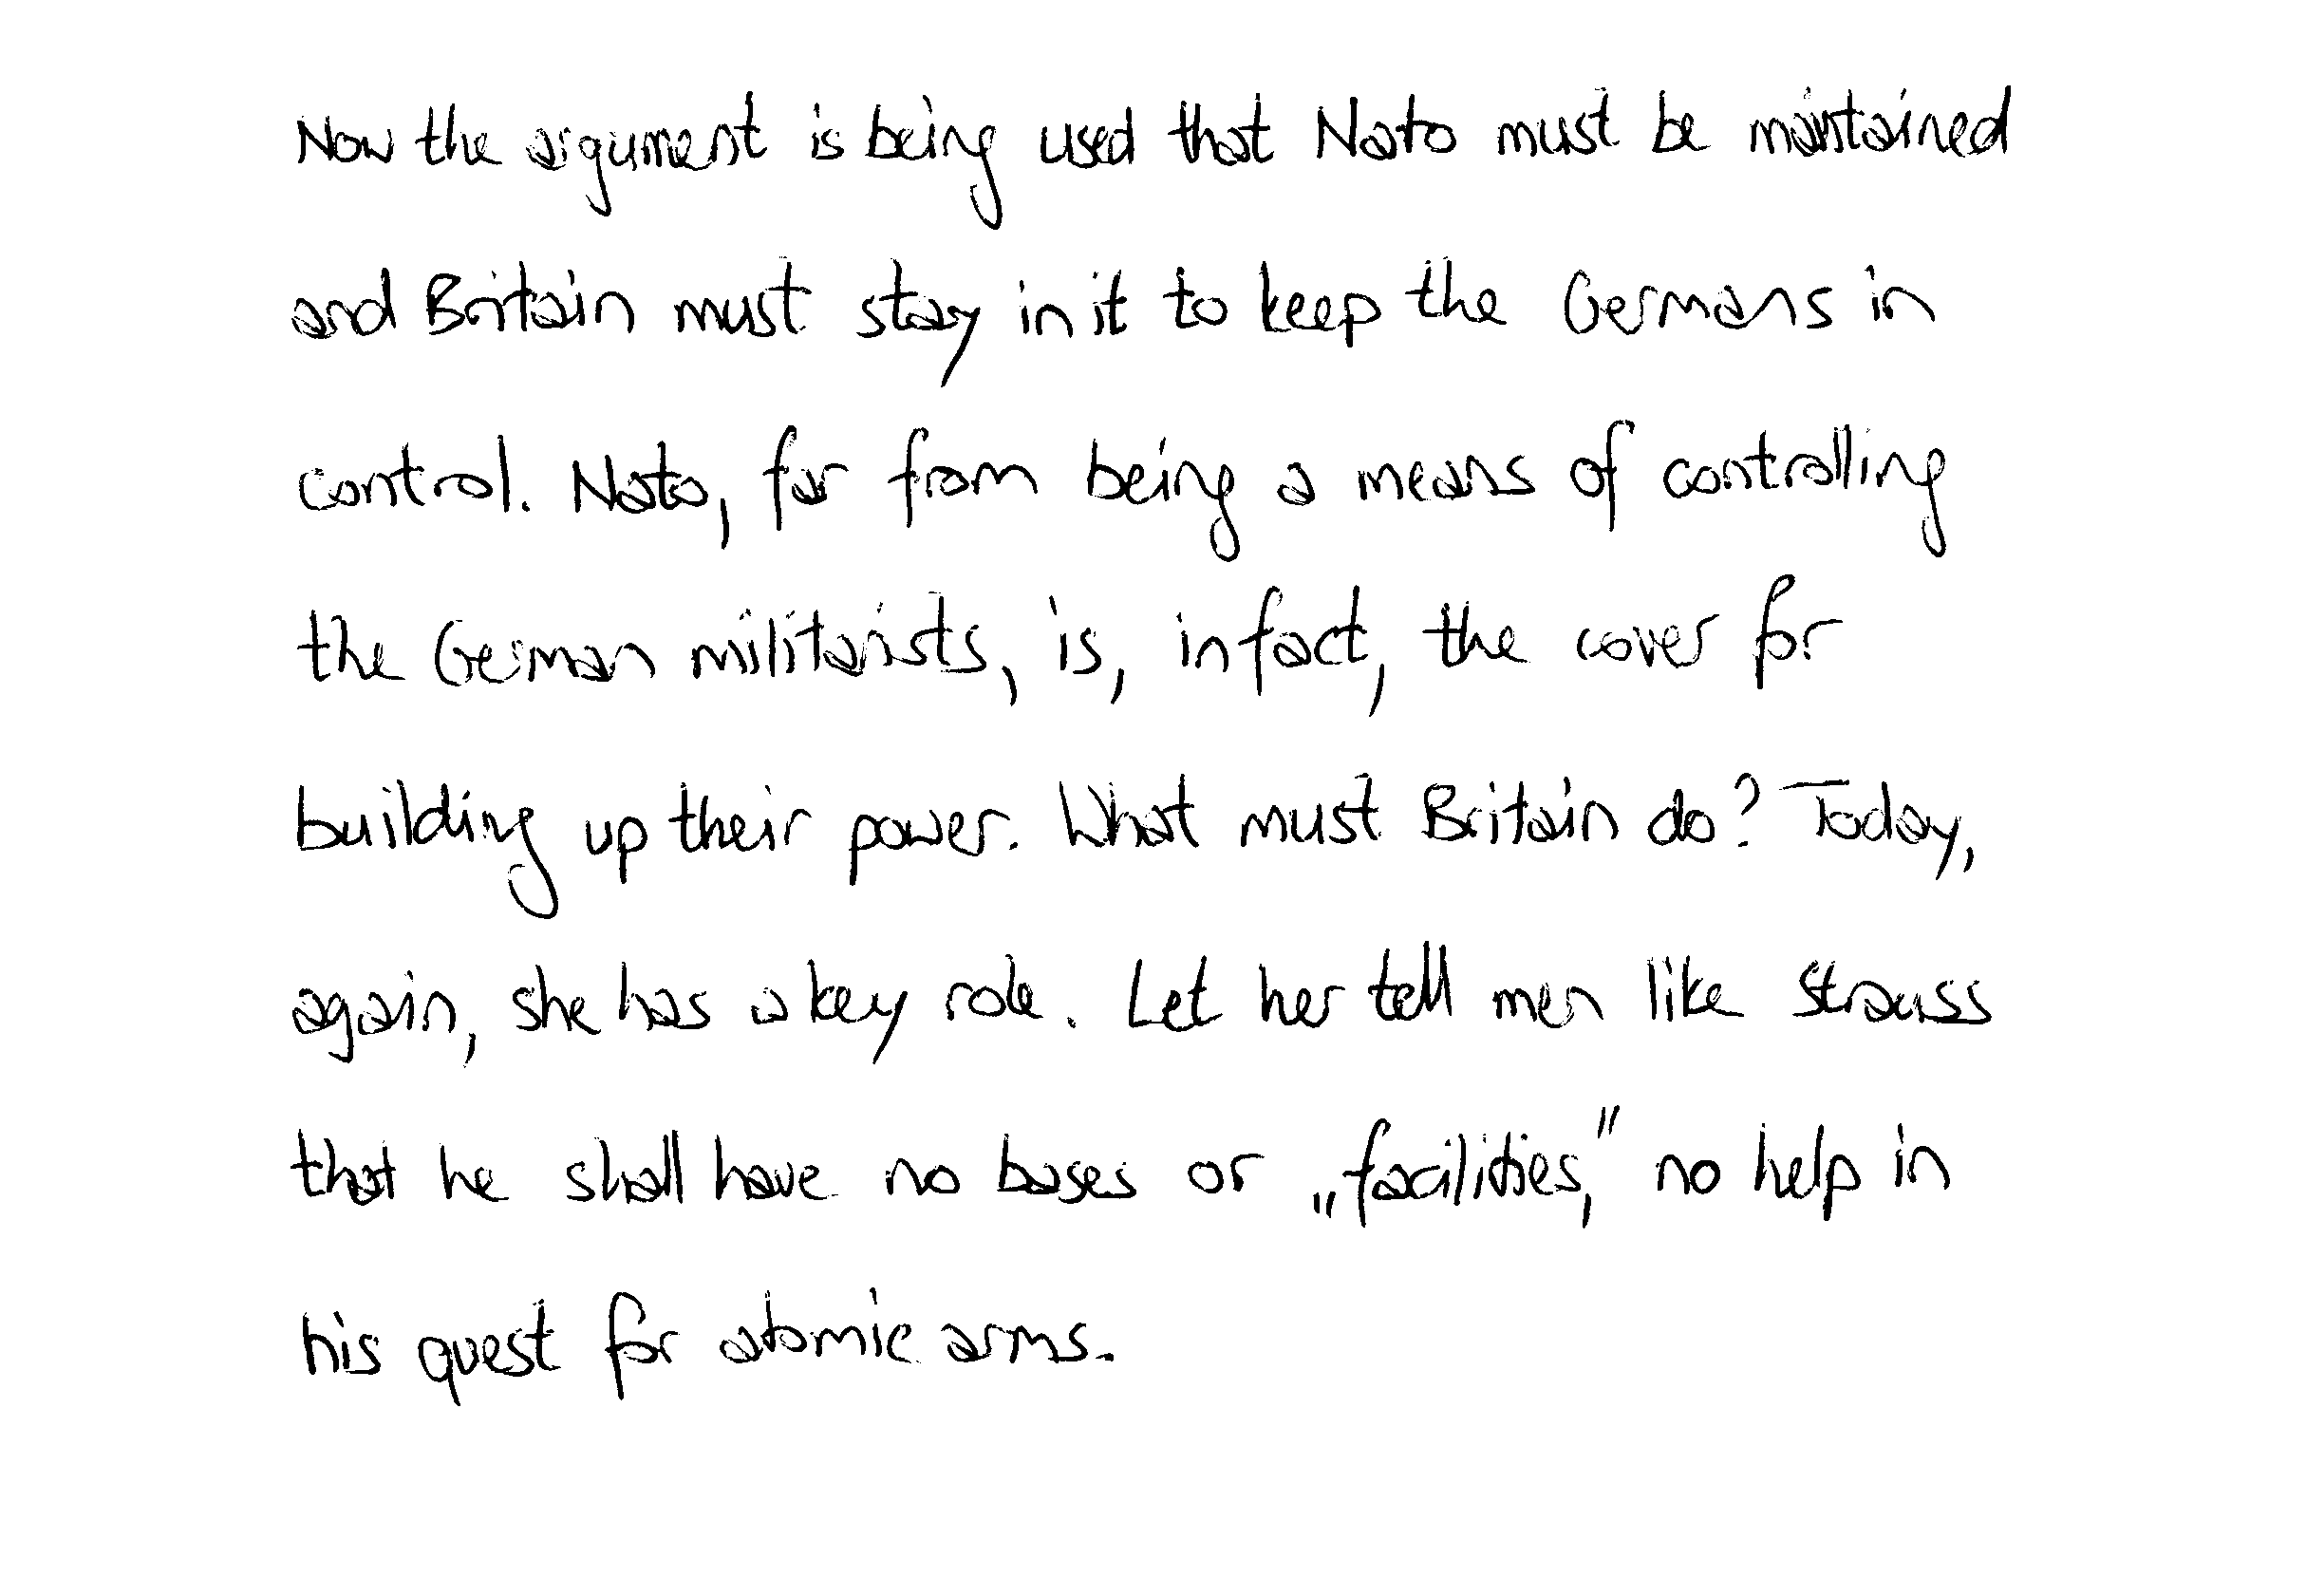 Now the argument is being used that Nato must be maintained
and Britain must stay in it to keep the Germans in
control. Nato, far from being a means of controlling
the German militarists, is, in fact, the cover for
building up their power. What must Britain do? Today,
again, she has a key role. Let her tell men like Strauss
that he shall have no bases or „facilities," no help in
his quest for atomic arms.